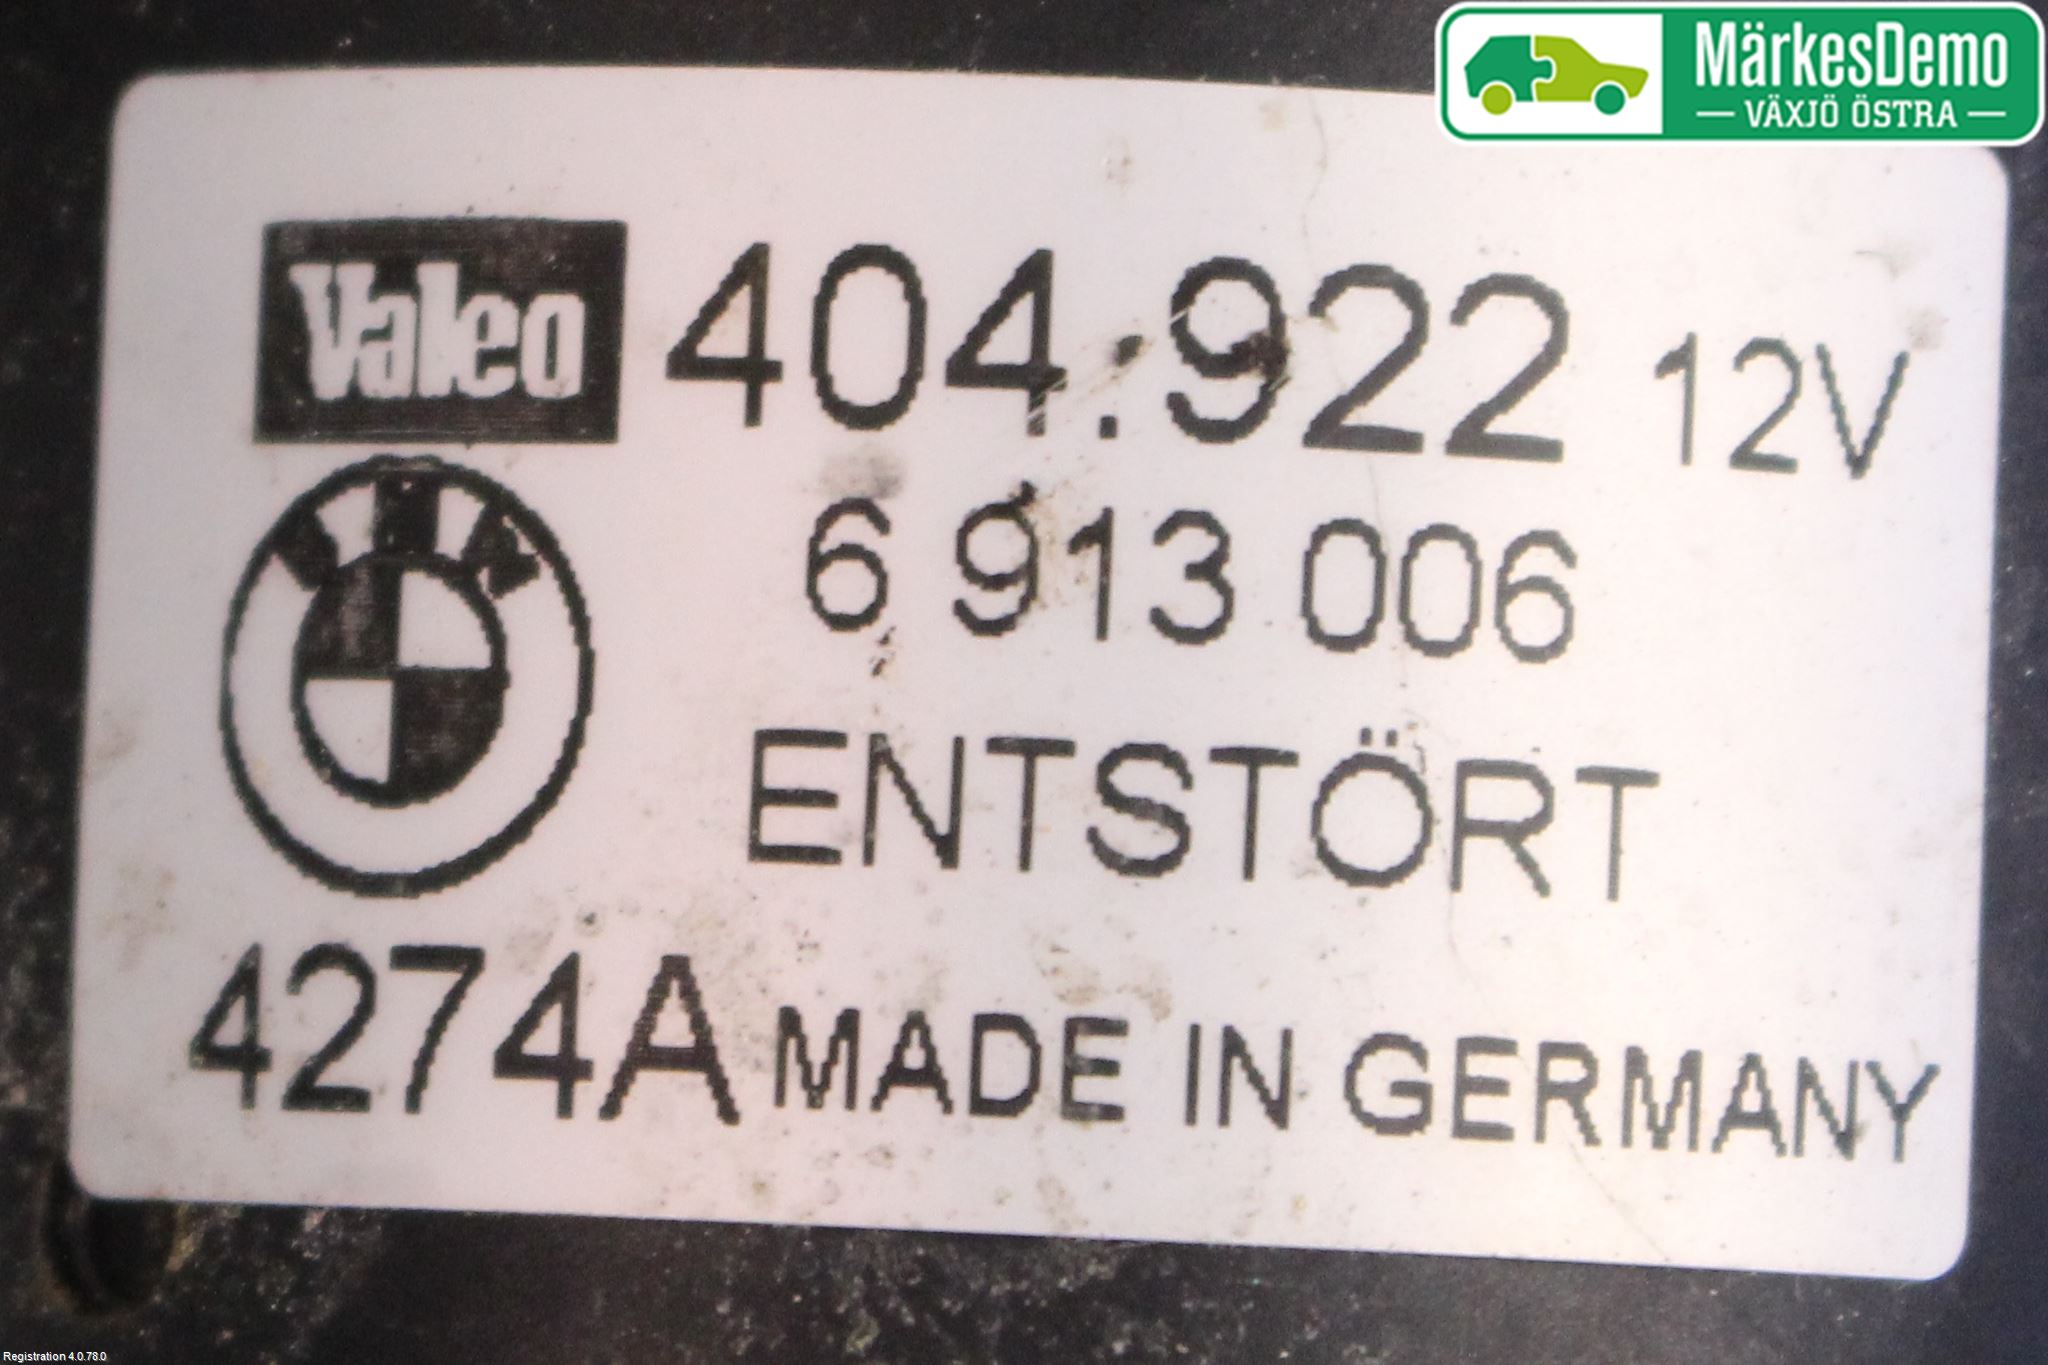 MärkesDemo
— VÄXJÖ ÖSTRA —
Valeo 404.922 12V
6 913 006
ENTSTÖRT
4274A MADE IN GERMANY
Registration 4.0.78.0